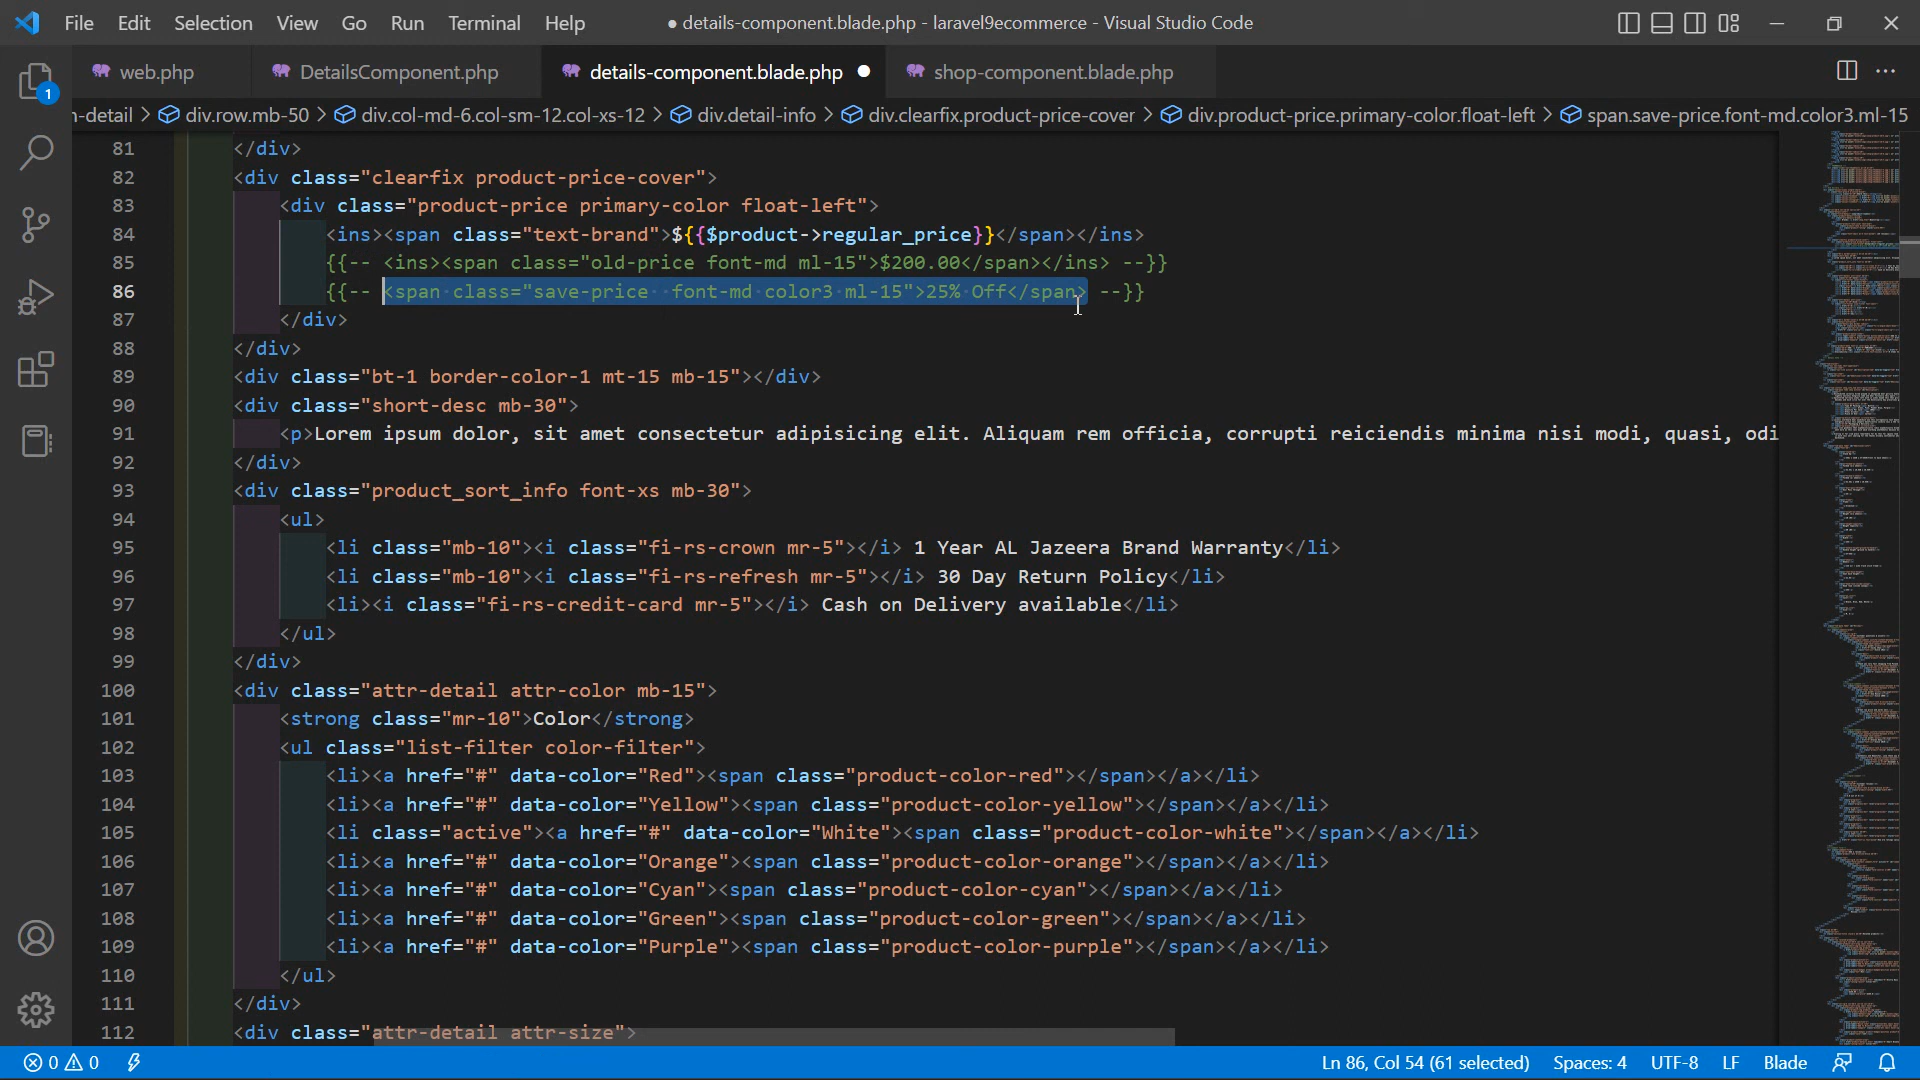 File Edit Selection View Go Run Terminal Help ● details-component.blade.php - laravel9ecommerce - Visual Studio Code
web.php DetailsComponent.php details-component.blade.php ● shop-component.blade.php
1
n-detail > div.row.mb-50 > div.col-md-6.col-sm-12.col-xs-12 > div.detail-info > div.clearfix.product-price-cover > div.product-price.primary-color.float-left > span.save-price.font-md.color3.ml-15
81 </div>
82 <div class="clearfix product-price-cover">
83 <div class="product-price primary-color float-left">
84 <ins><span class="text-brand">${{$product->regular_price}}</span></ins>
85 {{-- <ins><span class="old-price font-md ml-15">$200.00</span></ins> --}}
86 {{-- <span class="save-price  font-md color3 ml-15">25% Off</span> --}}
87 </div>
88 </div>
89 <div class="bt-1 border-color-1 mt-15 mb-15"></div>
90 <div class="short-desc mb-30">
91 <p>Lorem ipsum dolor, sit amet consectetur adipisicing elit. Aliquam rem officia, corrupti reiciendis minima nisi modi, quasi, odi
92 </div>
93 <div class="product_sort_info font-xs mb-30">
94 <ul>
95 <li class="mb-10"><i class="fi-rs-crown mr-5"></i> 1 Year AL Jazeera Brand Warranty</li>
96 <li class="mb-10"><i class="fi-rs-refresh mr-5"></i> 30 Day Return Policy</li>
97 <li><i class="fi-rs-credit-card mr-5"></i> Cash on Delivery available</li>
98 </ul>
99 </div>
100 <div class="attr-detail attr-color mb-15">
101 <strong class="mr-10">Color</strong>
102 <ul class="list-filter color-filter">
103 <li><a href="#" data-color="Red"><span class="product-color-red"></span></a></li>
104 <li><a href="#" data-color="Yellow"><span class="product-color-yellow"></span></a></li>
105 <li class="active"><a href="#" data-color="White"><span class="product-color-white"></span></a></li>
106 <li><a href="#" data-color="Orange"><span class="product-color-orange"></span></a></li>
107 <li><a href="#" data-color="Cyan"><span class="product-color-cyan"></span></a></li>
108 <li><a href="#" data-color="Green"><span class="product-color-green"></span></a></li>
109 <li><a href="#" data-color="Purple"><span class="product-color-purple"></span></a></li>
110 </ul>
111 </div>
112 <div class="attr-detail attr-size">
0 0 Ln 86, Col 54 (61 selected) Spaces: 4 UTF-8 LF Blade